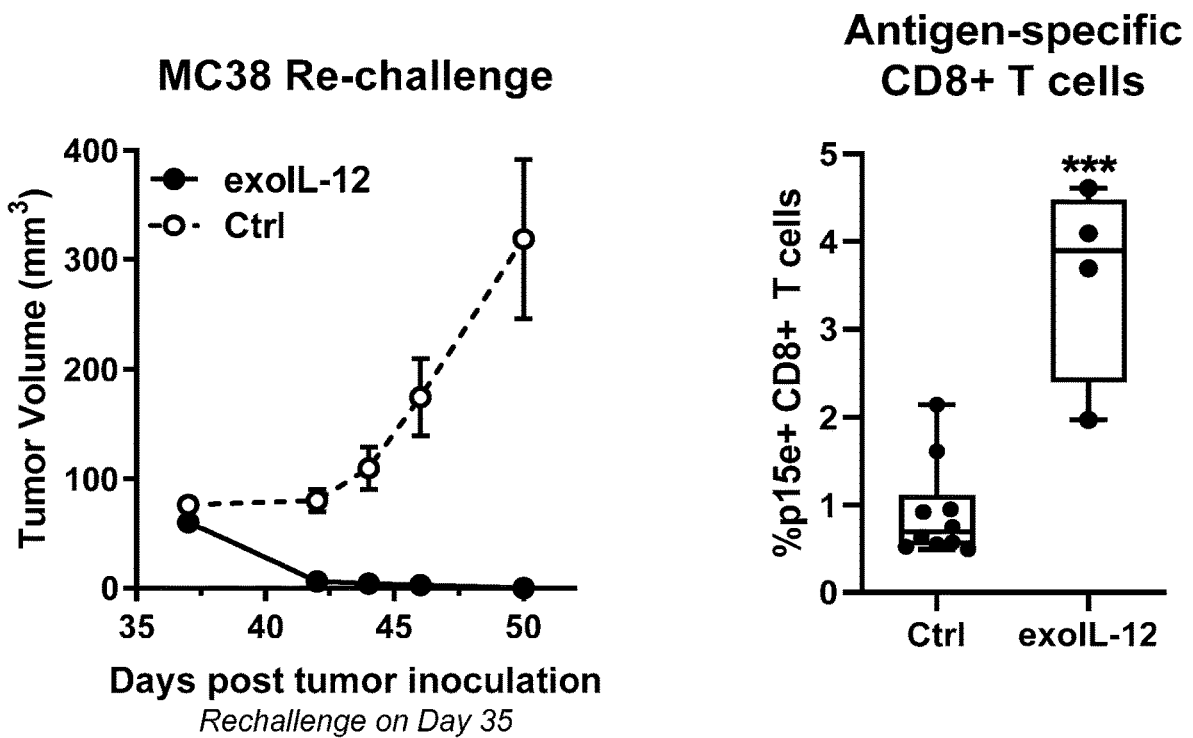 MC38 Re-challenge
400
300
200
100
0
Tumor Volume (mm³)
exoIL-12
Ctrl
35 40 45 50
Days post tumor inoculation
Rechallenge on Day 35
Antigen-specific
CD8+ T cells
5
4
3
2
1
0
%p15e+ CD8+ T cells
***
Ctrl exoIL-12